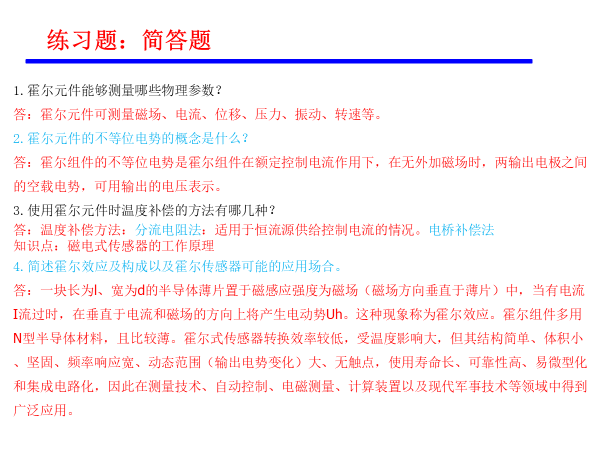 练习题：简答题
1.霍尔元件能够测量哪些物理参数？
答：霍尔元件可测量磁场、电流、位移、压力、振动、转速等。
2.霍尔元件的不等位电势的概念是什么？
答：霍尔组件的不等位电势是霍尔组件在额定控制电流作用下，在无外加磁场时，两输出电极之间
的空载电势，可用输出的电压表示。
3.使用霍尔元件时温度补偿的方法有哪几种？
答：温度补偿方法：分流电阻法：适用于恒流源供给控制电流的情况。电桥补偿法
知识点：磁电式传感器的工作原理
4.简述霍尔效应及构成以及霍尔传感器可能的应用场合。
答：一块长为l、宽为d的半导体薄片置于磁感应强度为磁场（磁场方向垂直于薄片）中，当有电流
I流过时，在垂直于电流和磁场的方向上将产生电动势Uh。这种现象称为霍尔效应。霍尔组件多用
N型半导体材料，且比较薄。霍尔式传感器转换效率较低，受温度影响大，但其结构简单、体积小
、坚固、频率响应宽、动态范围（输出电势变化）大、无触点，使用寿命长、可靠性高、易微型化
和集成电路化，因此在测量技术、自动控制、电磁测量、计算装置以及现代军事技术等领域中得到
广泛应用。